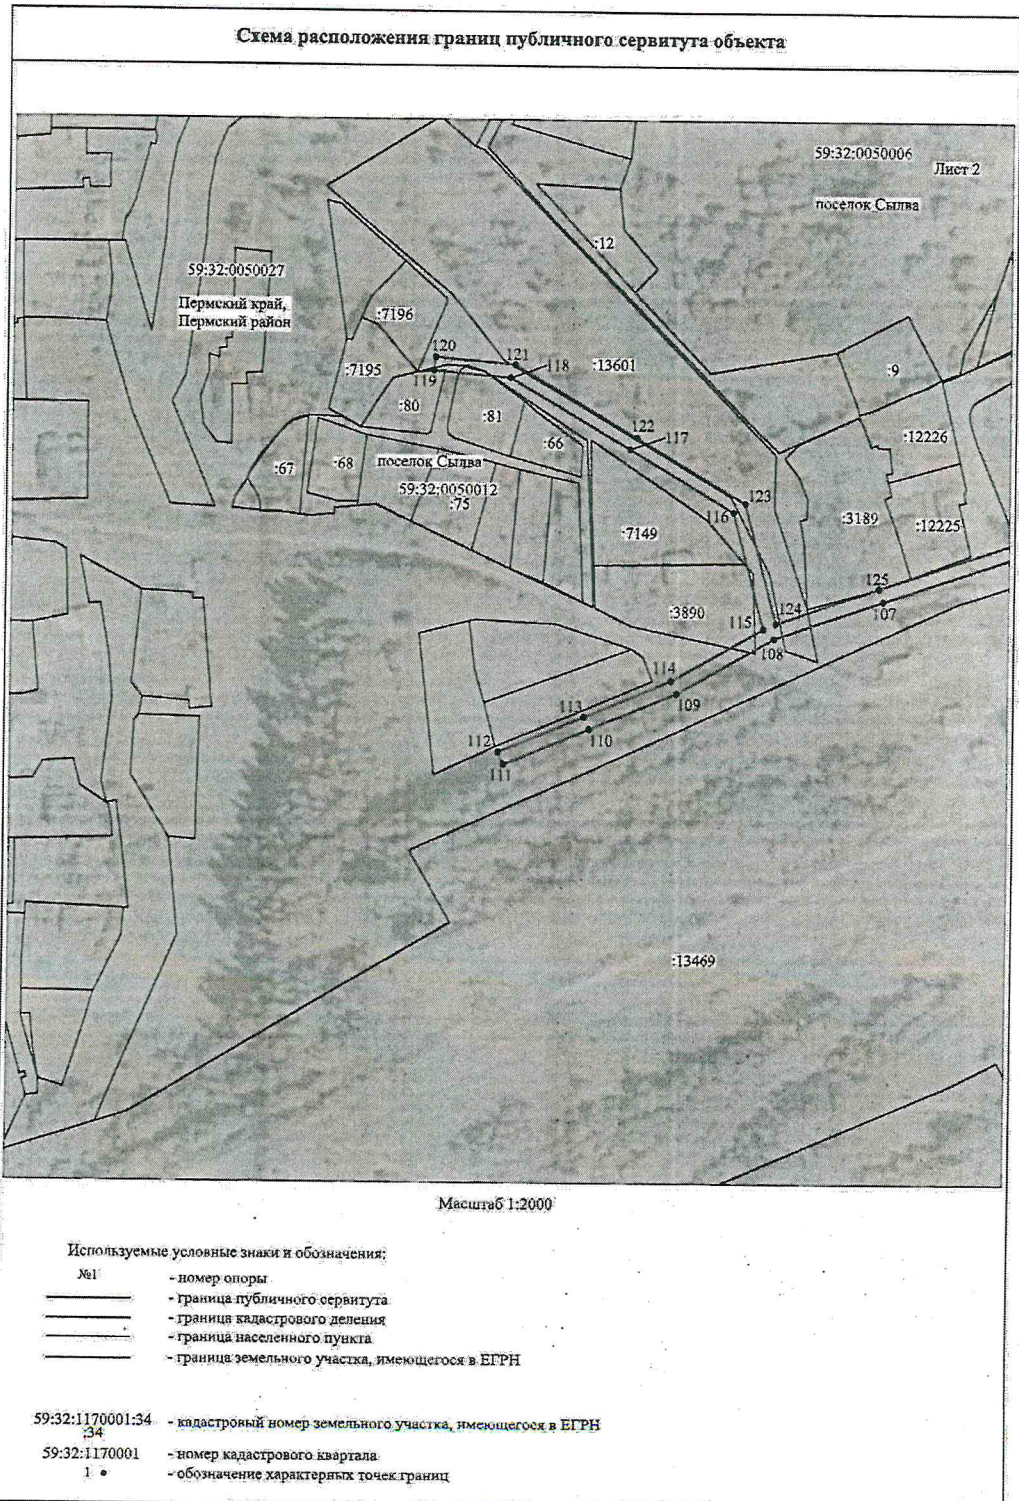 Схема расположения границ публичного сервитута объекта
59:32:0050006
Лист 2
поселок Сылва
:12
59:32:0050027
Пермский край,
Пермский район
:7196
120
121
118
:13601
:7195
119
:9
:80
:81
122
117
:66
:12226
:67
:68
поселок Сылва
59:32:0050012
:75
123
116
:3189
:12225
:7149
125
107
:3890
115
124
108
114
109
113
110
112
111
:13469
Масштаб 1:2000
Используемые условные знаки и обозначения:
№1 - номер опоры
- граница публичного сервитута
- граница кадастрового деления
- граница населенного пункта
- граница земельного участка, имеющегося в ЕГРН
59:32:1170001:34 - кадастровый номер земельного участка, имеющегося в ЕГРН
:34
59:32:1170001 - номер кадастрового квартала
1 - обозначение характерных точек границ